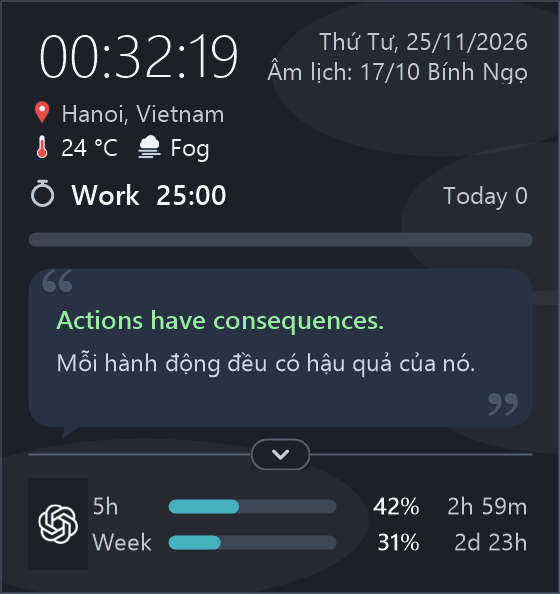 00:32:19
Thứ Tư, 25/11/2026
Âm lịch: 17/10 Bính Ngọ
Hanoi, Vietnam
24 °C Fog
Work 25:00 Today 0
“
Actions have consequences.
Mỗi hành động đều có hậu quả của nó.
”
5h 42% 2h 59m
Week 31% 2d 23h